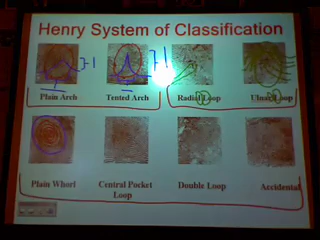 Henry System of Classification
Plain Arch Tented Arch Radial Loop Ulnar Loop
Plain Whorl Central Pocket Loop Double Loop Accidental